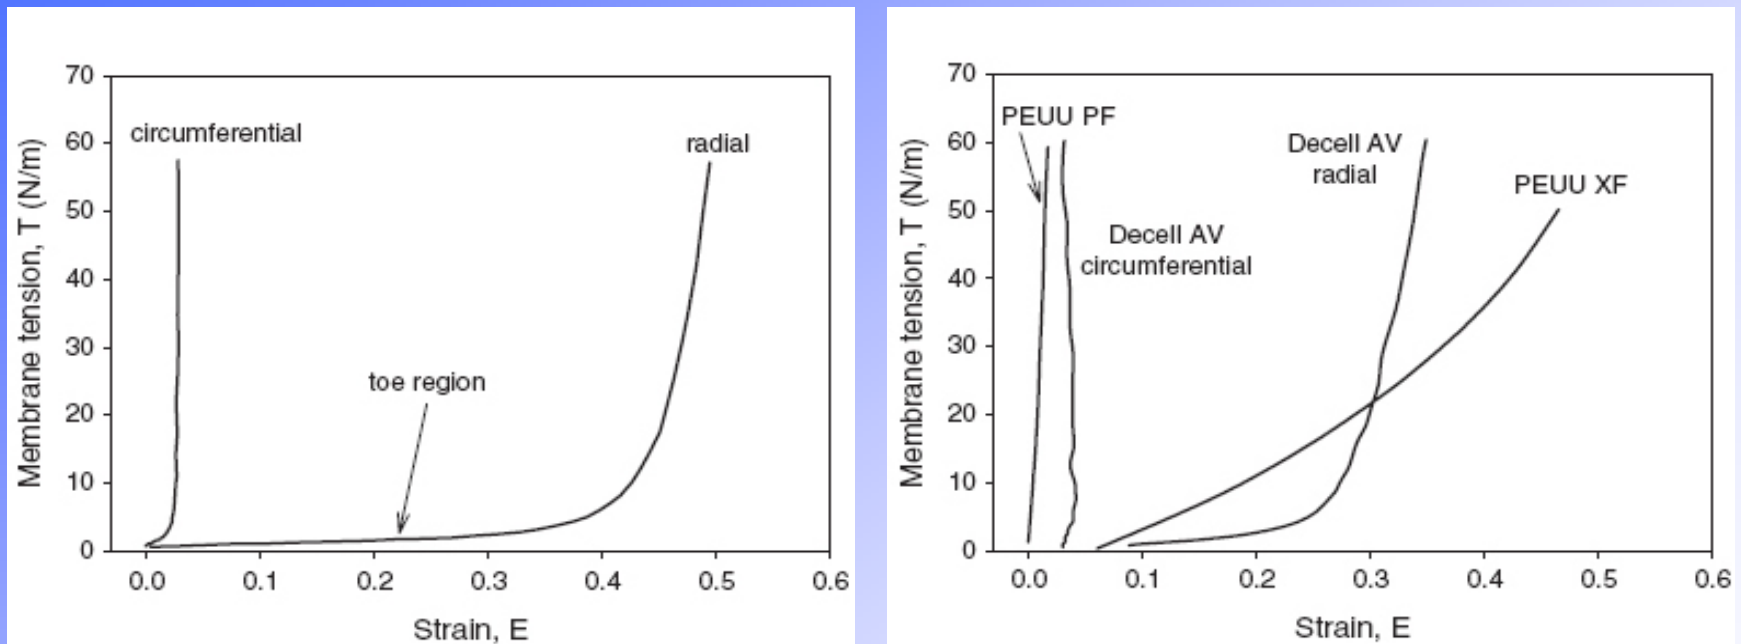 70
60
50
40
30
20
10
0
Membrane tension, T (N/m)
circumferential
radial
toe region
0.0 0.1 0.2 0.3 0.4 0.5 0.6
Strain, E
70
60
50
40
30
20
10
0
Membrane tension, T (N/m)
PEUU PF
Decell AV
radial
PEUU XF
Decell AV
circumferential
0.0 0.1 0.2 0.3 0.4 0.5 0.6
Strain, E